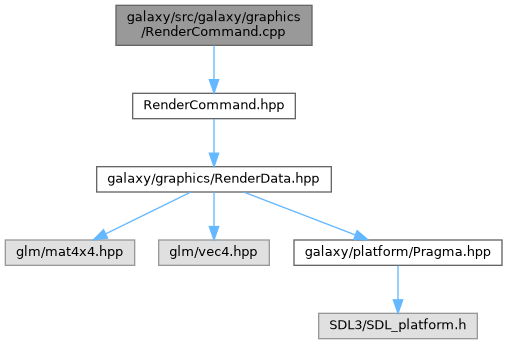 galaxy/src/galaxy/graphics
/RenderCommand.cpp
RenderCommand.hpp
galaxy/graphics/RenderData.hpp
glm/mat4x4.hpp
glm/vec4.hpp
galaxy/platform/Pragma.hpp
SDL3/SDL_platform.h